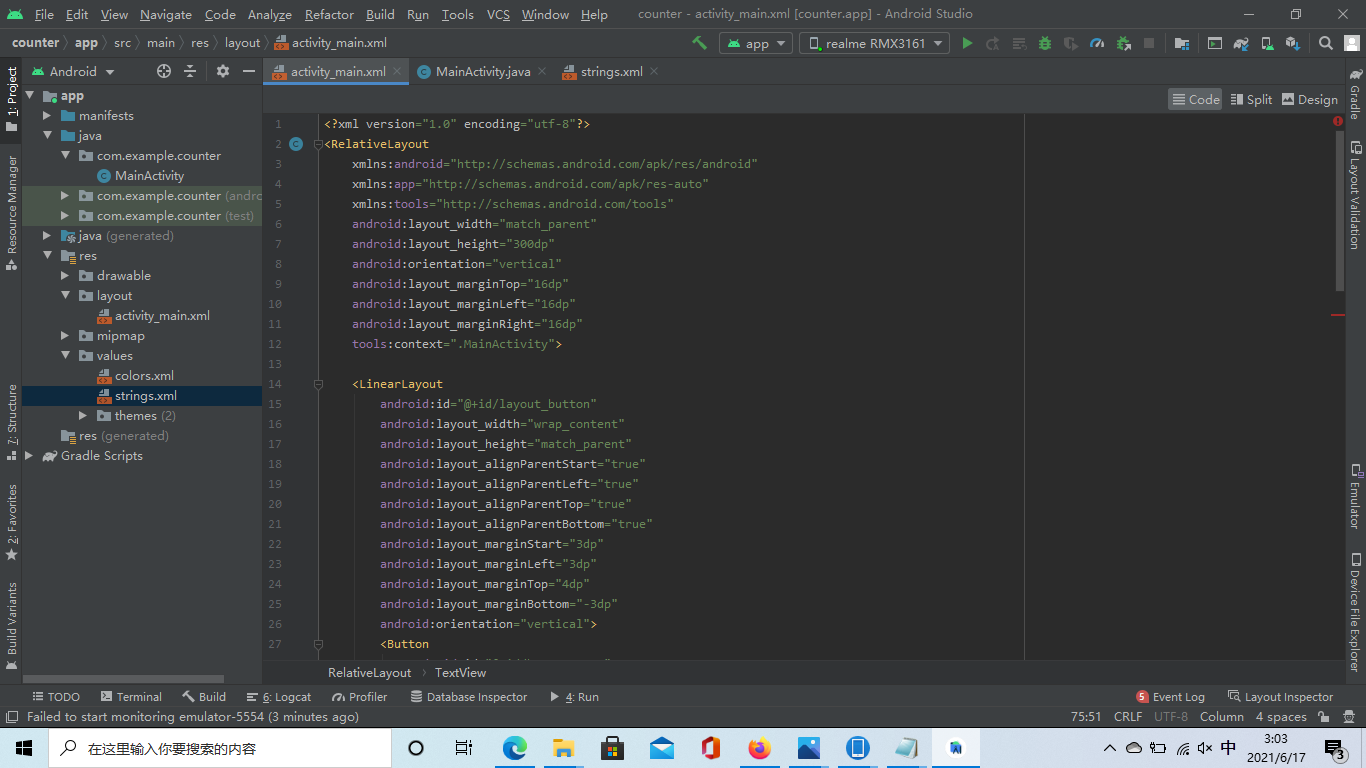 File Edit View Navigate Code Analyze Refactor Build Run Tools VCS Window Help counter - activity_main.xml [counter.app] - Android Studio
counter app src main res layout activity_main.xml app realme RMX3161
Android activity_main.xml MainActivity.java strings.xml
Code Split Design
1: Project
Resource Manager
7: Structure
2: Favorites
Build Variants
app
manifests
java
com.example.counter
MainActivity
com.example.counter (andro
com.example.counter (test)
java (generated)
res
drawable
layout
activity_main.xml
mipmap
values
colors.xml
strings.xml
themes (2)
res (generated)
Gradle Scripts
1 <?xml version="1.0" encoding="utf-8"?>
2 <RelativeLayout
3 xmlns:android="http://schemas.android.com/apk/res/android"
4 xmlns:app="http://schemas.android.com/apk/res-auto"
5 xmlns:tools="http://schemas.android.com/tools"
6 android:layout_width="match_parent"
7 android:layout_height="300dp"
8 android:orientation="vertical"
9 android:layout_marginTop="16dp"
10 android:layout_marginLeft="16dp"
11 android:layout_marginRight="16dp"
12 tools:context=".MainActivity">
13
14 <LinearLayout
15 android:id="@+id/layout_button"
16 android:layout_width="wrap_content"
17 android:layout_height="match_parent"
18 android:layout_alignParentStart="true"
19 android:layout_alignParentLeft="true"
20 android:layout_alignParentTop="true"
21 android:layout_alignParentBottom="true"
22 android:layout_marginStart="3dp"
23 android:layout_marginLeft="3dp"
24 android:layout_marginTop="4dp"
25 android:layout_marginBottom="-3dp"
26 android:orientation="vertical">
27 <Button
Gradle
Layout Validation
Emulator
Device File Explorer
RelativeLayout TextView
TODO Terminal Build 6: Logcat Profiler Database Inspector 4: Run 5 Event Log Layout Inspector
Failed to start monitoring emulator-5554 (3 minutes ago) 75:51 CRLF UTF-8 Column 4 spaces
在这里输入你要搜索的内容 中 3:03
2021/6/17 3